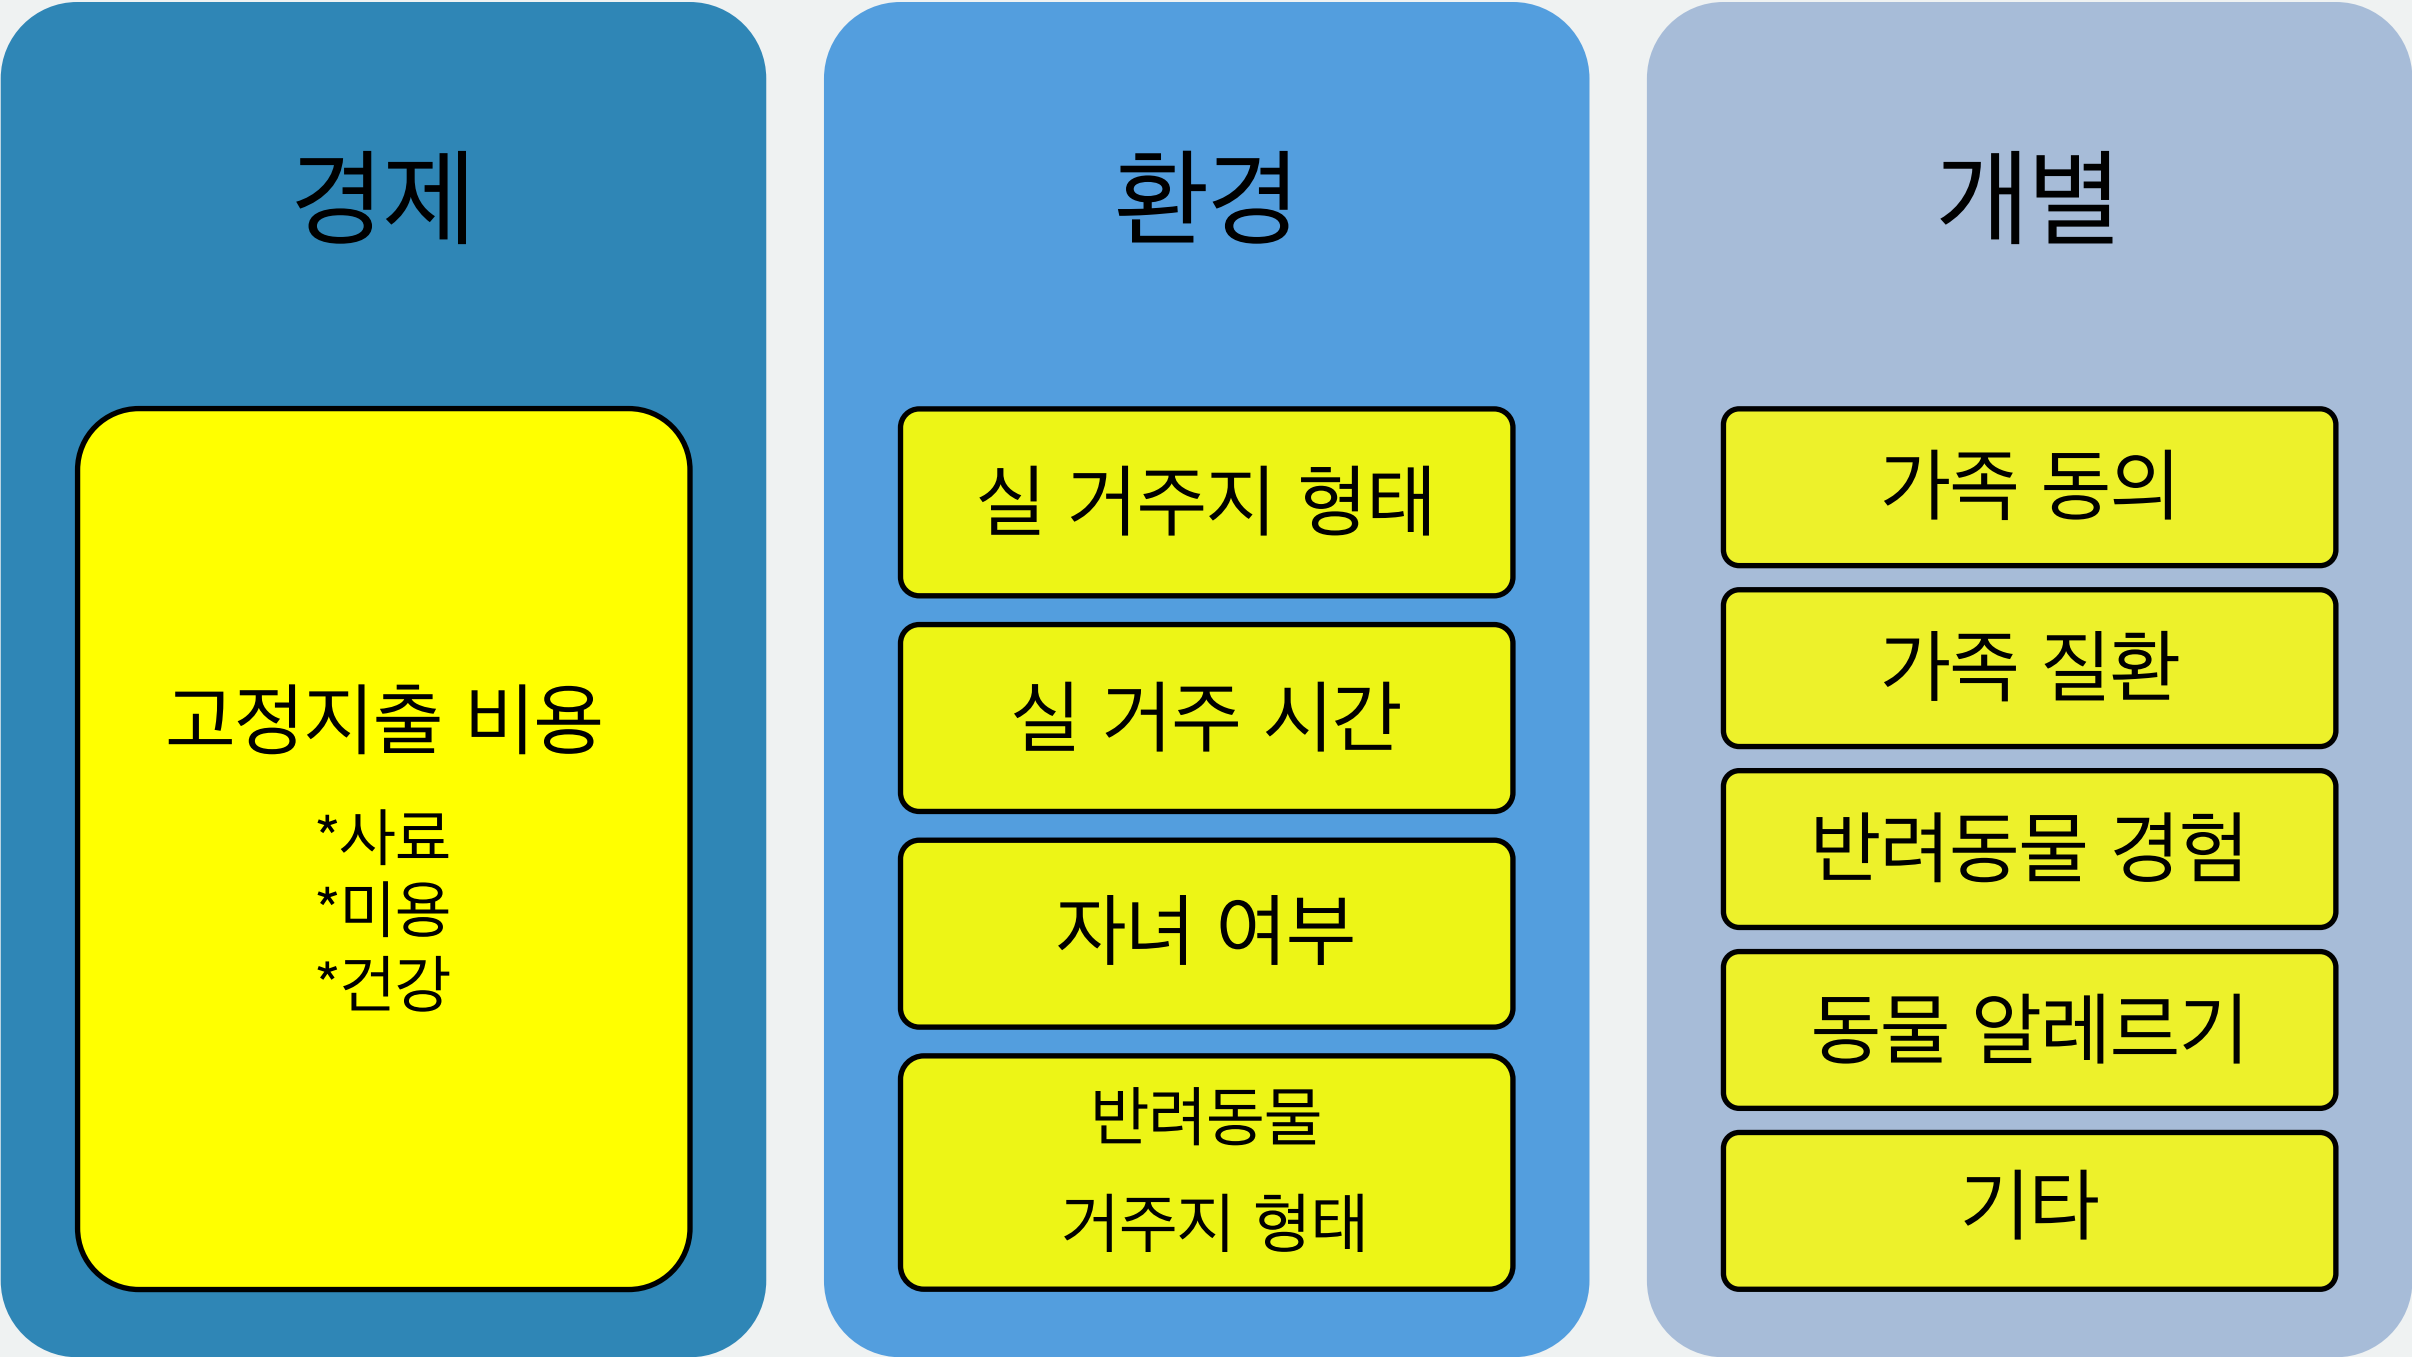 경제
고정지출 비용
*사료
*미용
*건강
환경
실 거주지 형태
실 거주 시간
자녀 여부
반려동물
거주지 형태
개별
가족 동의
가족 질환
반려동물 경험
동물 알레르기
기타